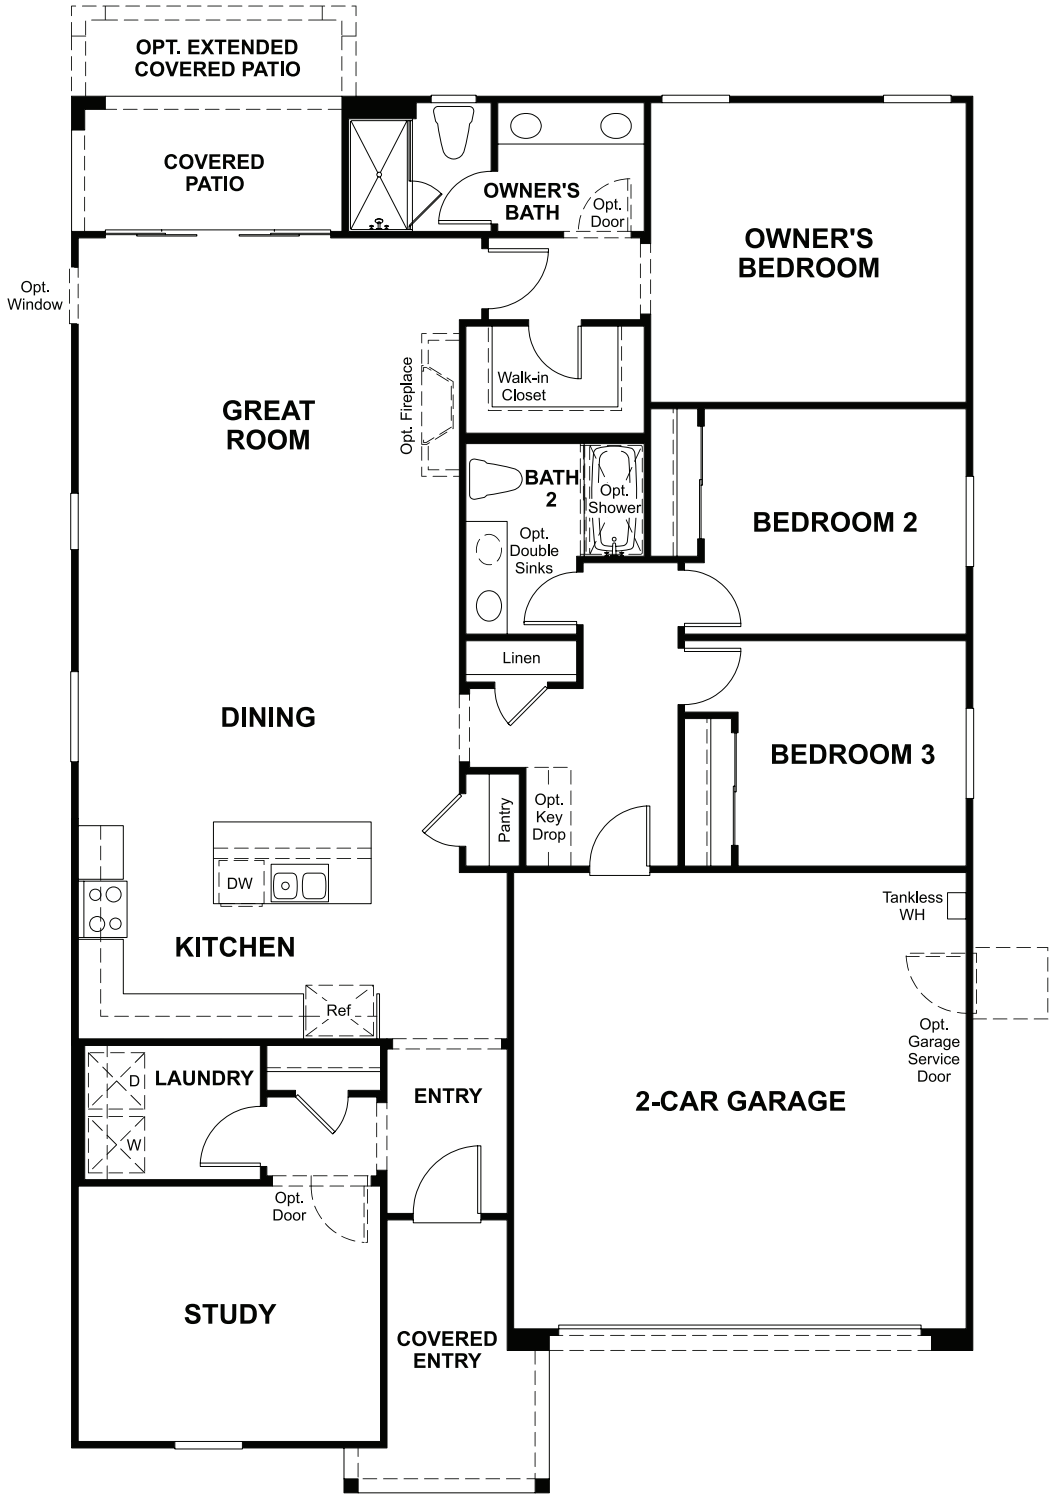 OPT. EXTENDED
COVERED PATIO
COVERED
PATIO
OWNER'S
BATH
Opt.
Door
OWNER'S
BEDROOM
Opt.
Window
Walk-in
Closet
Opt. Fireplace
GREAT
ROOM
BATH
2
Opt.
Shower
Opt.
Double
Sinks
BEDROOM 2
Linen
DINING
BEDROOM 3
Pantry
Opt.
Key
Drop
DW
Tankless
WH
KITCHEN
Ref
Opt.
Garage
Service
Door
LAUNDRY
D
W
ENTRY
2-CAR GARAGE
Opt.
Door
STUDY
COVERED
ENTRY